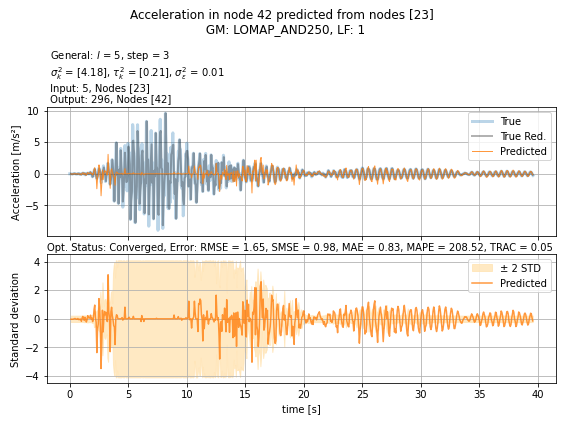 Acceleration in node 42 predicted from nodes [23]
GM: LOMAP_AND250, LF: 1
General: l = 5, step = 3
σ²ₖ = [4.18], τ²ₖ = [0.21], σ²_ε = 0.01
Input: 5, Nodes [23]
Output: 296, Nodes [42]
Acceleration [m/s²]
10
5
0
−5
True
True Red.
Predicted
Opt. Status: Converged, Error: RMSE = 1.65, SMSE = 0.98, MAE = 0.83, MAPE = 208.52, TRAC = 0.05
Standard deviation
4
2
0
−2
−4
± 2 STD
Predicted
0 5 10 15 20 25 30 35 40
time [s]